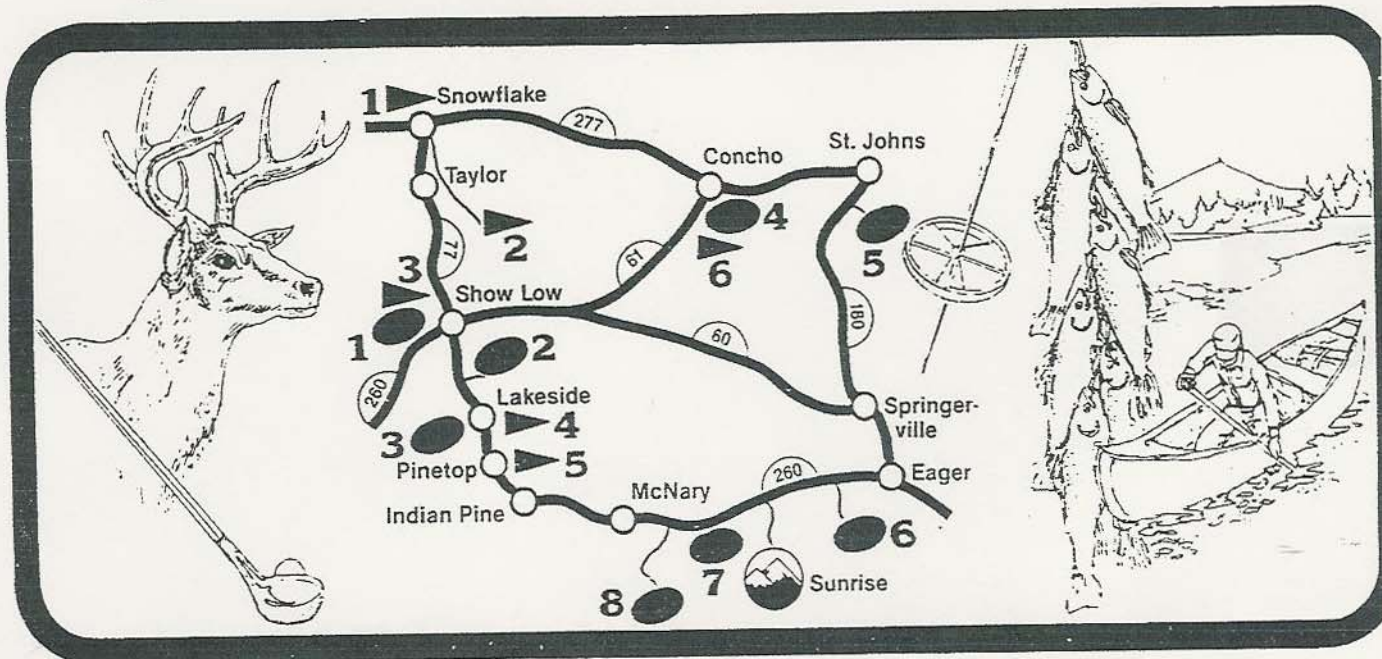 1
Snowflake
277
Concho
St. Johns
Taylor
2
4
77
6
5
3
61
Show Low
1
2
60
180
260
Lakeside
4
Springer-
ville
3
Pinetop
5
260
Eager
McNary
Indian Pine
6
7
Sunrise
8